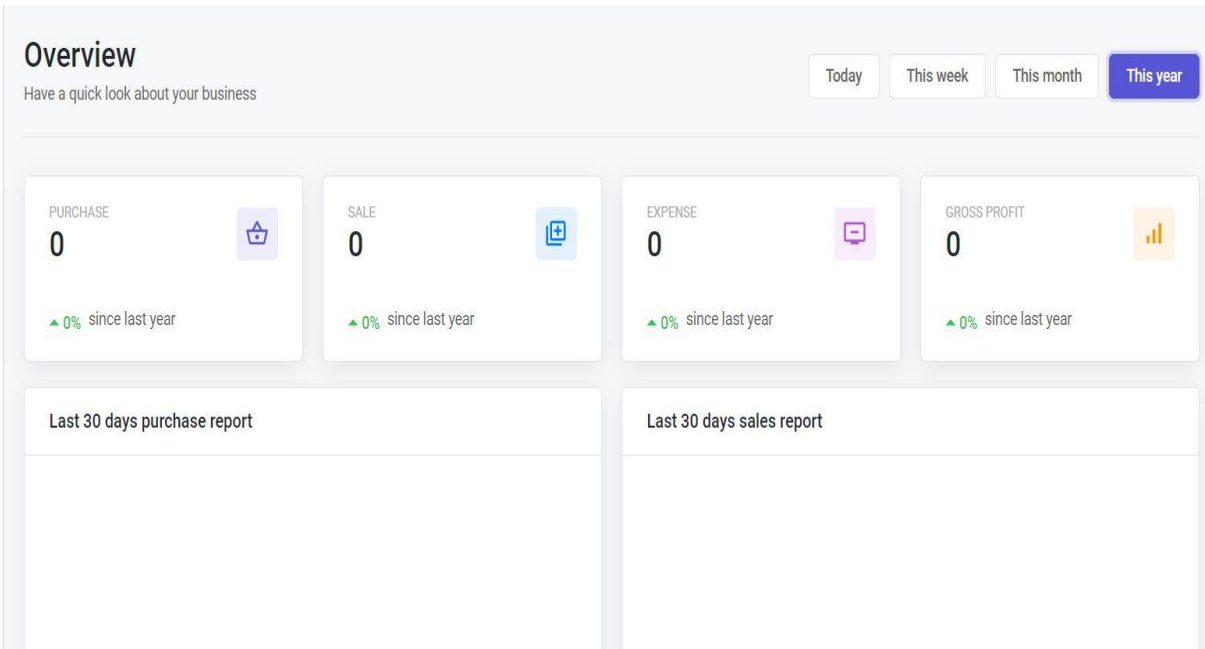 Overview
Have a quick look about your business
Today
This week
This month
This year
PURCHASE
0
0% since last year
SALE
0
0% since last year
EXPENSE
0
0% since last year
GROSS PROFIT
0
0% since last year
Last 30 days purchase report
Last 30 days sales report